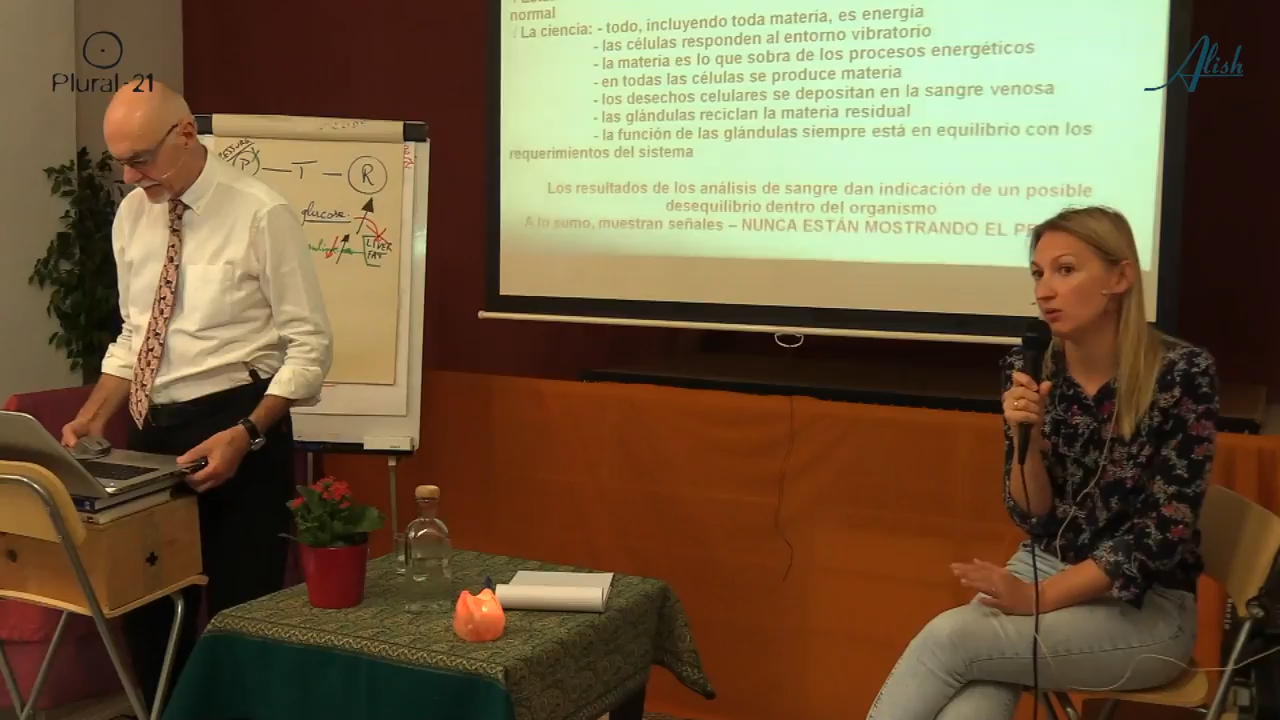 Plural-21
Alish
normal
La ciencia: - todo, incluyendo toda materia, es energía
- las células responden al entorno vibratorio
- la materia es lo que sobra de los procesos energéticos
- en todas las células se produce materia
- los desechos celulares se depositan en la sangre venosa
- las glándulas reciclan la materia residual
- la función de las glándulas siempre está en equilibrio con los
requerimientos del sistema
Los resultados de los análisis de sangre dan indicación de un posible
desequilibrio dentro del organismo
A lo sumo, muestran señales – NUNCA ESTÁN MOSTRANDO EL
(P) — T — R
glucose
LIVER
FAT